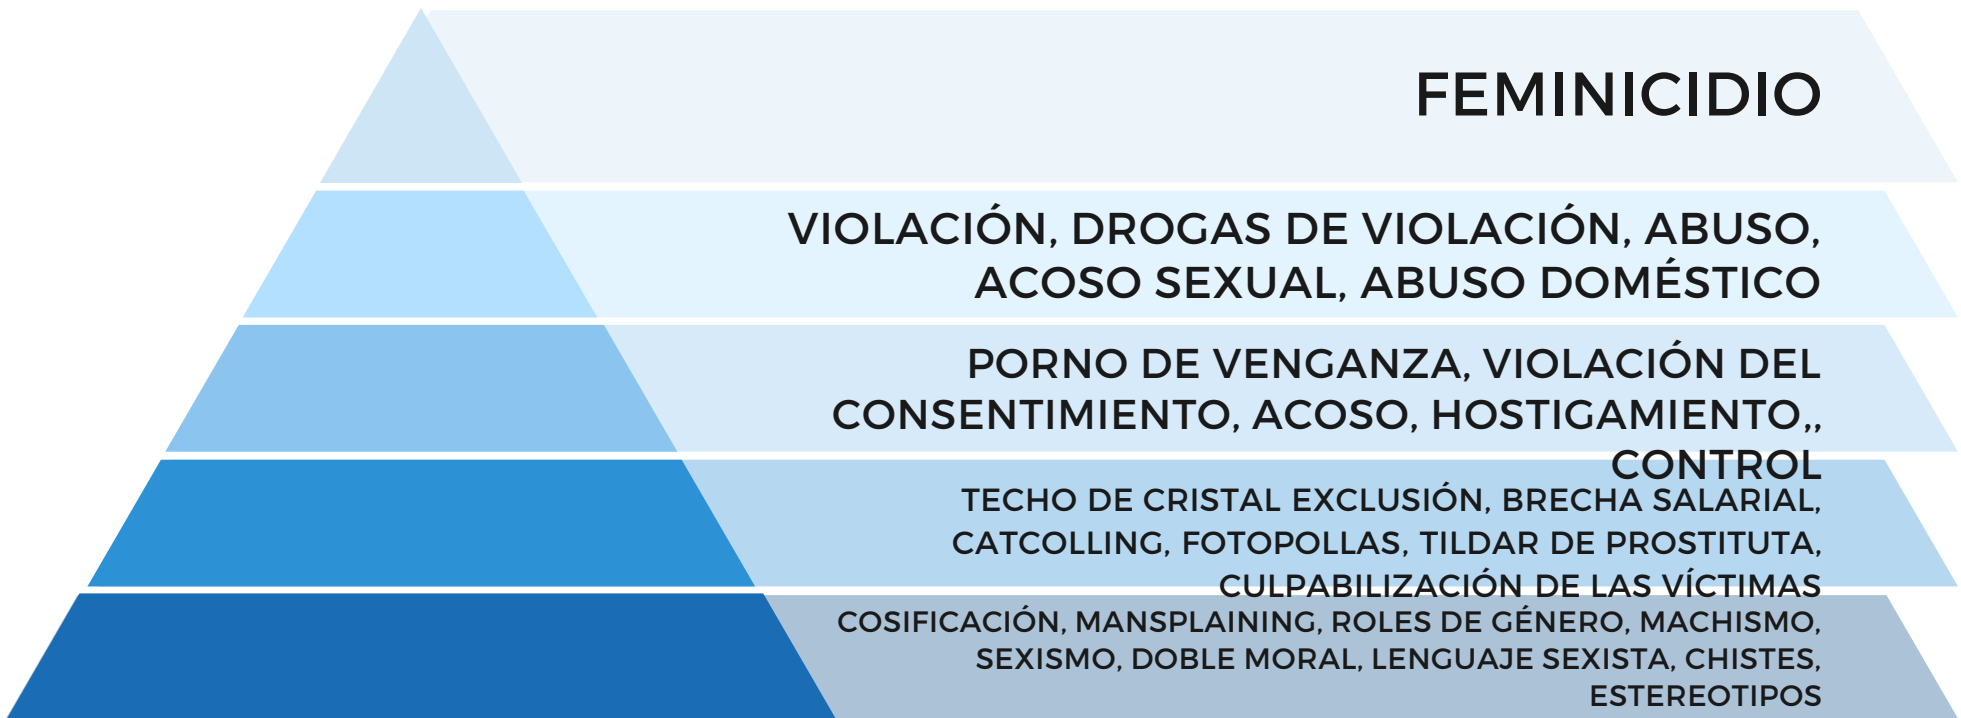 FEMINICIDIO
VIOLACIÓN, DROGAS DE VIOLACIÓN, ABUSO,
ACOSO SEXUAL, ABUSO DOMÉSTICO
PORNO DE VENGANZA, VIOLACIÓN DEL
CONSENTIMIENTO, ACOSO, HOSTIGAMIENTO,,
CONTROL
TECHO DE CRISTAL EXCLUSIÓN, BRECHA SALARIAL,
CATCOLLING, FOTOPOLLAS, TILDAR DE PROSTITUTA,
CULPABILIZACIÓN DE LAS VÍCTIMAS
COSIFICACIÓN, MANSPLAINING, ROLES DE GÉNERO, MACHISMO,
SEXISMO, DOBLE MORAL, LENGUAJE SEXISTA, CHISTES,
ESTEREOTIPOS